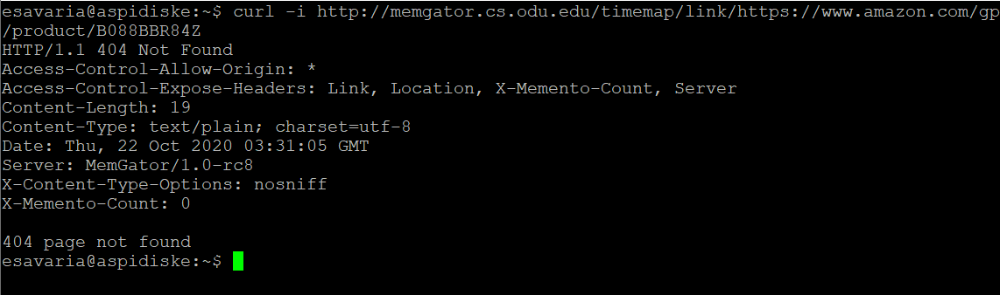 esavaria@aspidiske:~$ curl -i http://memgator.cs.odu.edu/timemap/link/https://www.amazon.com/gp
/product/B088BBR84Z
HTTP/1.1 404 Not Found
Access-Control-Allow-Origin: *
Access-Control-Expose-Headers: Link, Location, X-Memento-Count, Server
Content-Length: 19
Content-Type: text/plain; charset=utf-8
Date: Thu, 22 Oct 2020 03:31:05 GMT
Server: MemGator/1.0-rc8
X-Content-Type-Options: nosniff
X-Memento-Count: 0

404 page not found
esavaria@aspidiske:~$